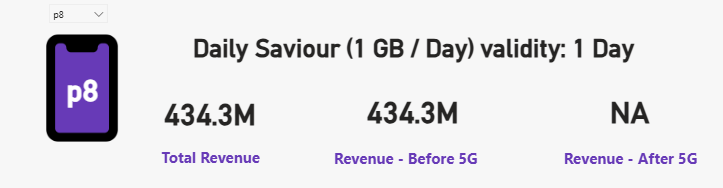 p8
Daily Saviour (1 GB / Day) validity: 1 Day
p8
434.3M
434.3M
NA
Total Revenue
Revenue - Before 5G
Revenue - After 5G